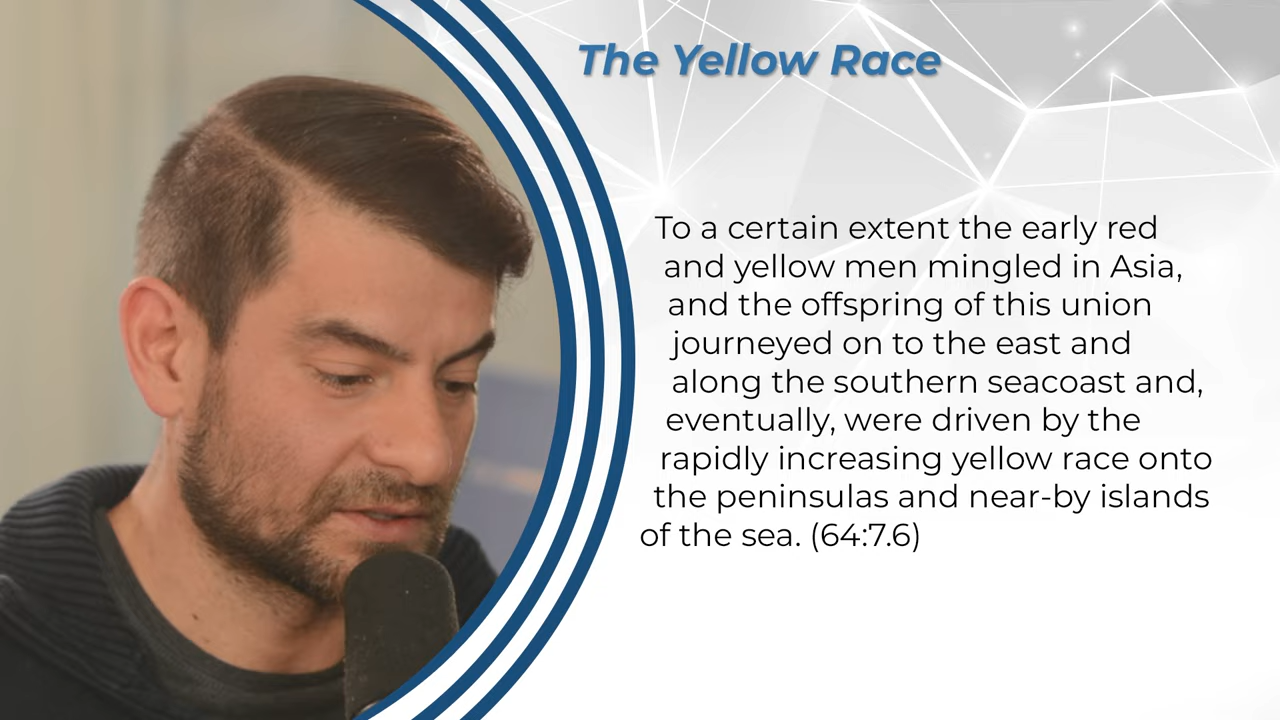 The Yellow Race
To a certain extent the early red
and yellow men mingled in Asia,
and the offspring of this union
journeyed on to the east and
along the southern seacoast and,
eventually, were driven by the
rapidly increasing yellow race onto
the peninsulas and near-by islands
of the sea. (64:7.6)